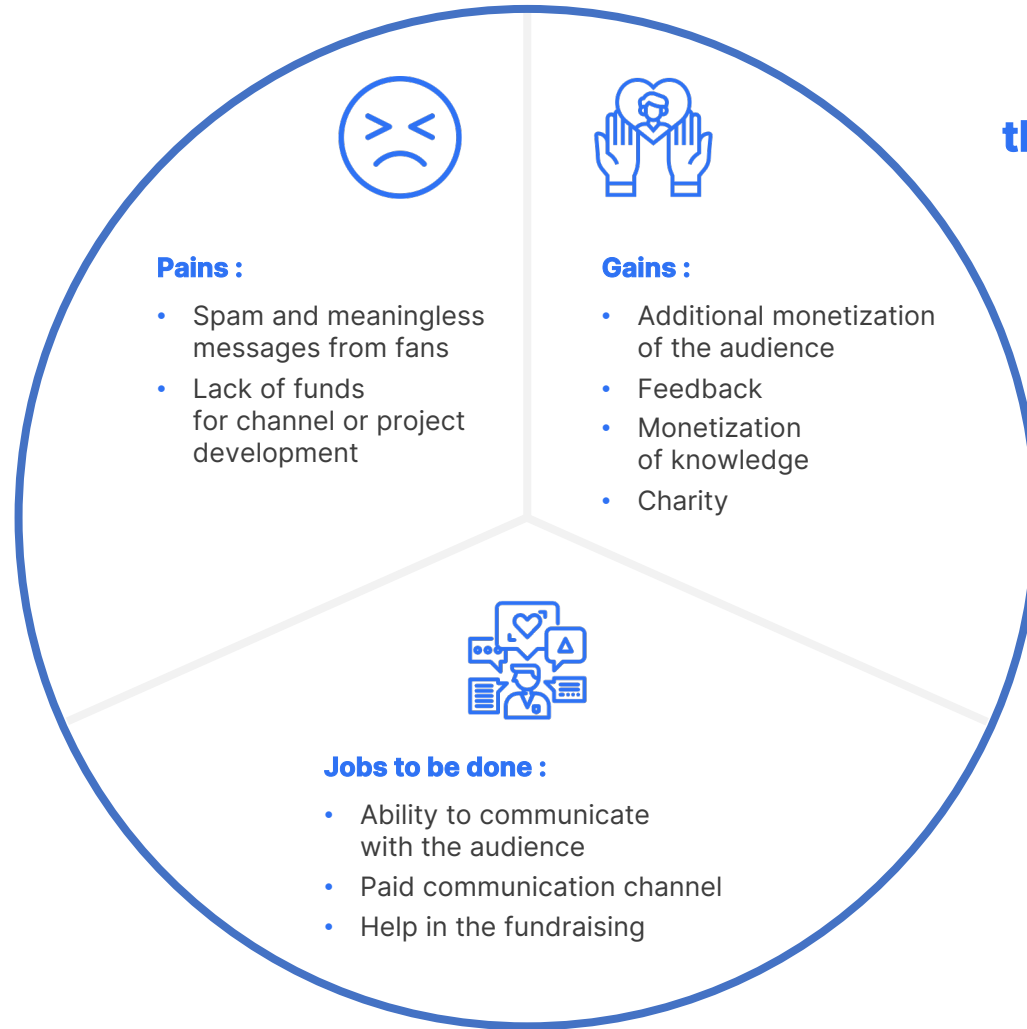 Pains :
• Spam and meaningless
messages from fans
• Lack of funds
for channel or project
development
Gains :
• Additional monetization
of the audience
• Feedback
• Monetization
of knowledge
• Charity
Jobs to be done :
• Ability to communicate
with the audience
• Paid communication channel
• Help in the fundraising